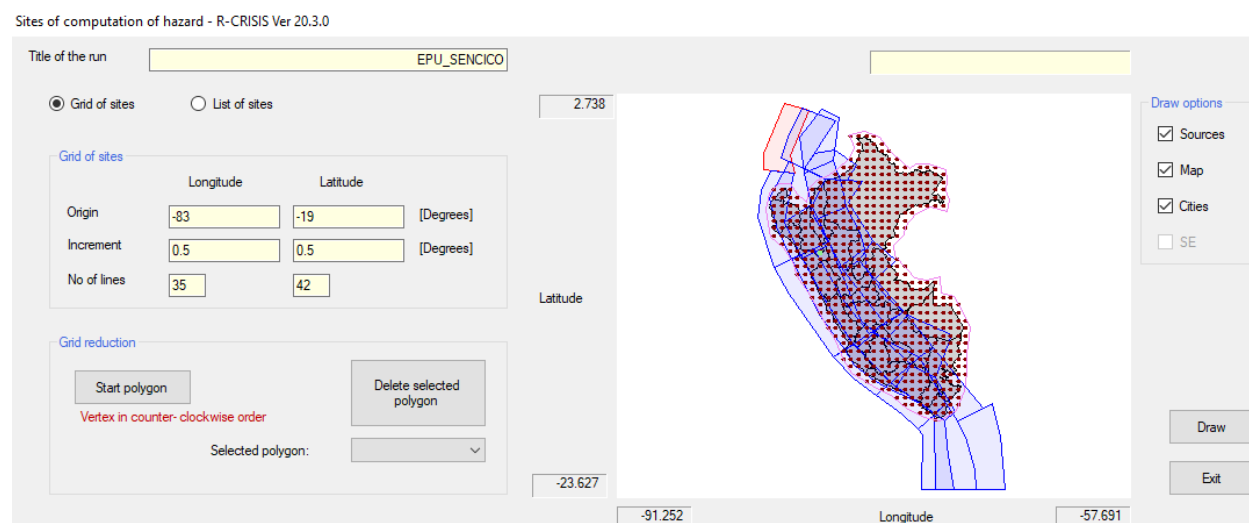 Sites of computation of hazard - R-CRISIS Ver 20.3.0
Title of the run
EPU_SENCICO
Grid of sites
List of sites
2.738
Draw options
Sources
Map
Cities
SE
Grid of sites
Longitude
Latitude
Origin
-83
-19
[Degrees]
Increment
0.5
0.5
[Degrees]
No of lines
35
42
Latitude
Grid reduction
Start polygon
Delete selected
polygon
Vertex in counter- clockwise order
Selected polygon:
Draw
Exit
-23.627
-91.252
Longitude
-57.691